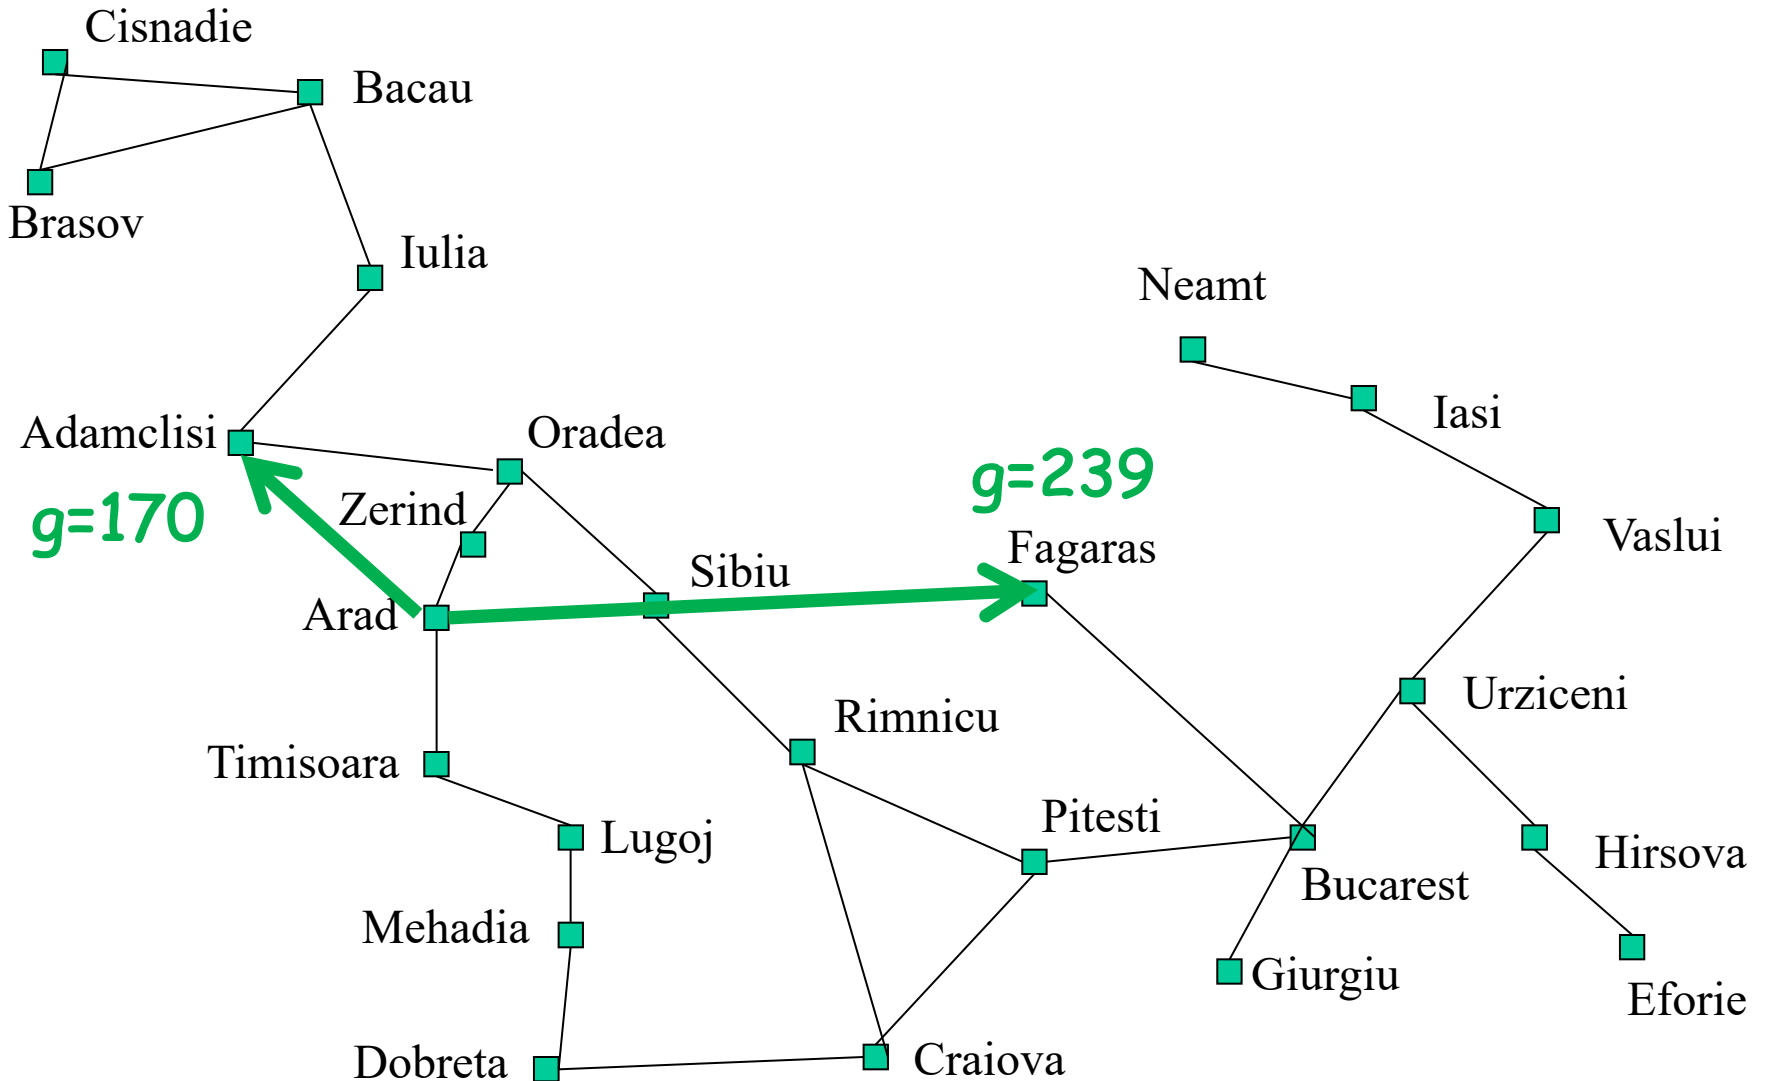 Cisnadie
Bacau
Brasov
Iulia
Neamt
Iasi
Adamclisi
Oradea
g=239
g=170
Zerind
Vaslui
Fagaras
Sibiu
Arad
Urziceni
Rimnicu
Timisoara
Pitesti
Lugoj
Hirsova
Bucarest
Mehadia
Giurgiu
Eforie
Dobreta
Craiova